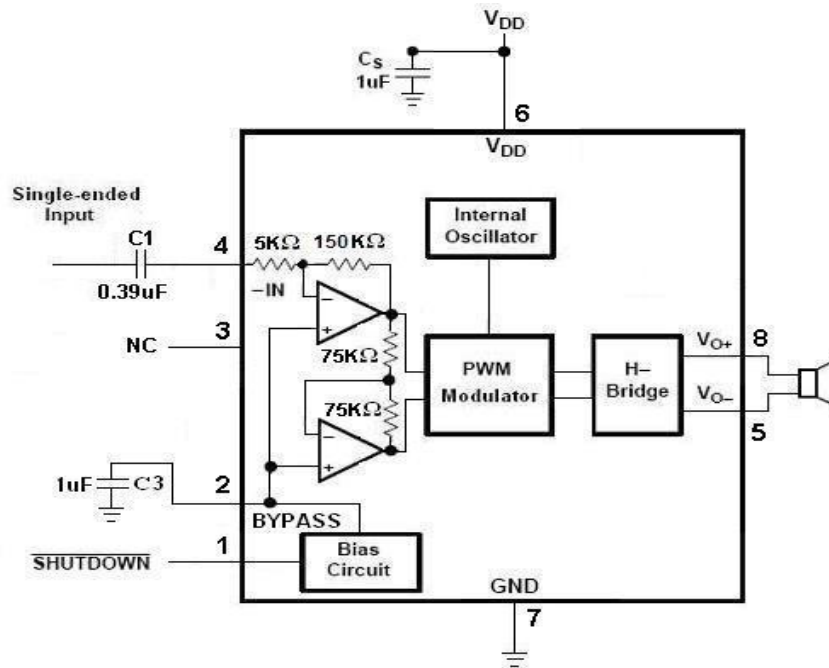 VDD
CS
1uF
6
VDD
Single-ended
Input
C1
0.39uF
4
5KΩ
150KΩ
Internal
Oscillator
−IN
−
+
3
NC
75KΩ
PWM
Modulator
H−
Bridge
VO+
8
VO−
5
75KΩ
−
+
1uF
C3
2
BYPASS
1
SHUTDOWN
Bias
Circuit
GND
7